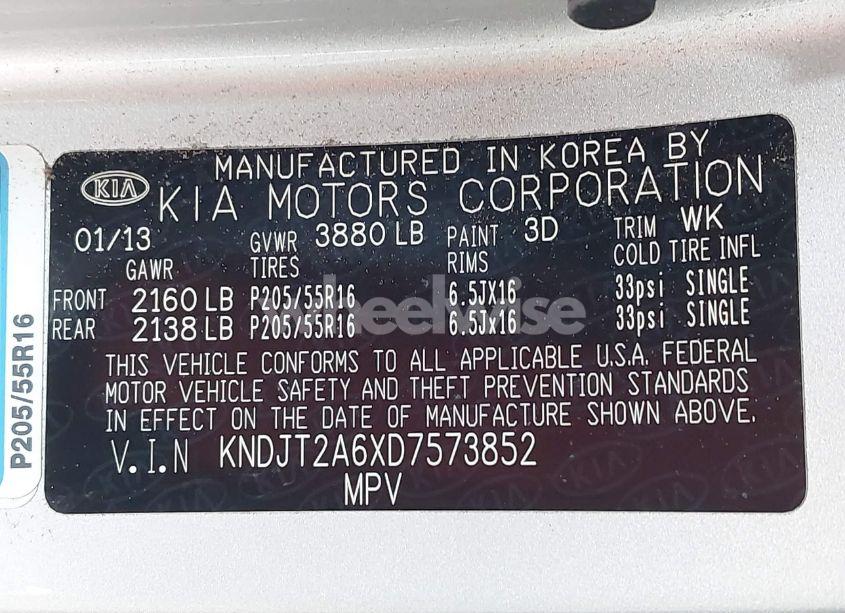 MANUFACTURED IN KOREA BY
KIA KIA MOTORS CORPORATION
01/13 GVWR 3880 LB PAINT 3D TRIM WK
GAWR TIRES RIMS COLD TIRE INFL
FRONT 2160 LB P205/55R16 6.5JX16 33psi SINGLE
REAR 2138 LB P205/55R16 6.5JX16 33psi SINGLE
THIS VEHICLE CONFORMS TO ALL APPLICABLE U.S.A. FEDERAL
MOTOR VEHICLE SAFETY AND THEFT PREVENTION STANDARDS
IN EFFECT ON THE DATE OF MANUFACTURE SHOWN ABOVE.
V.I.N KNDJT2A6XD7573852
MPV
P205/55R16
wheelwise